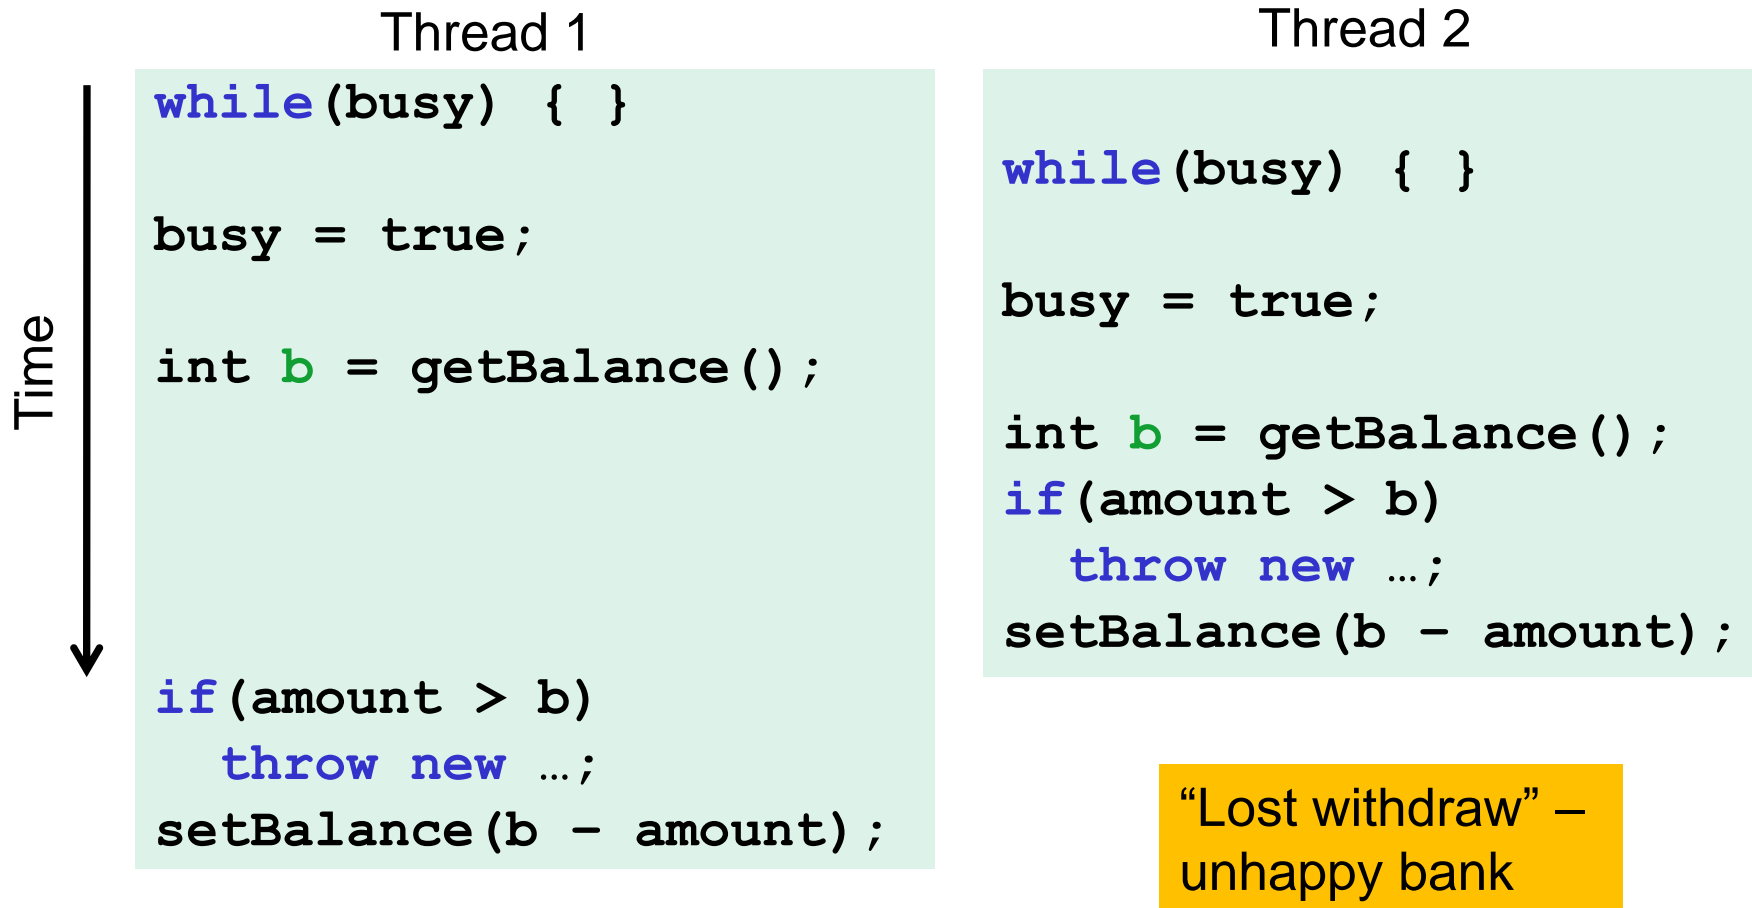 Thread 1
Thread 2
Time
while(busy) { }
busy = true;
int b = getBalance();
if(amount > b)
throw new …;
setBalance(b – amount);
while(busy) { }
busy = true;
int b = getBalance();
if(amount > b)
throw new …;
setBalance(b – amount);
“Lost withdraw” –
unhappy bank